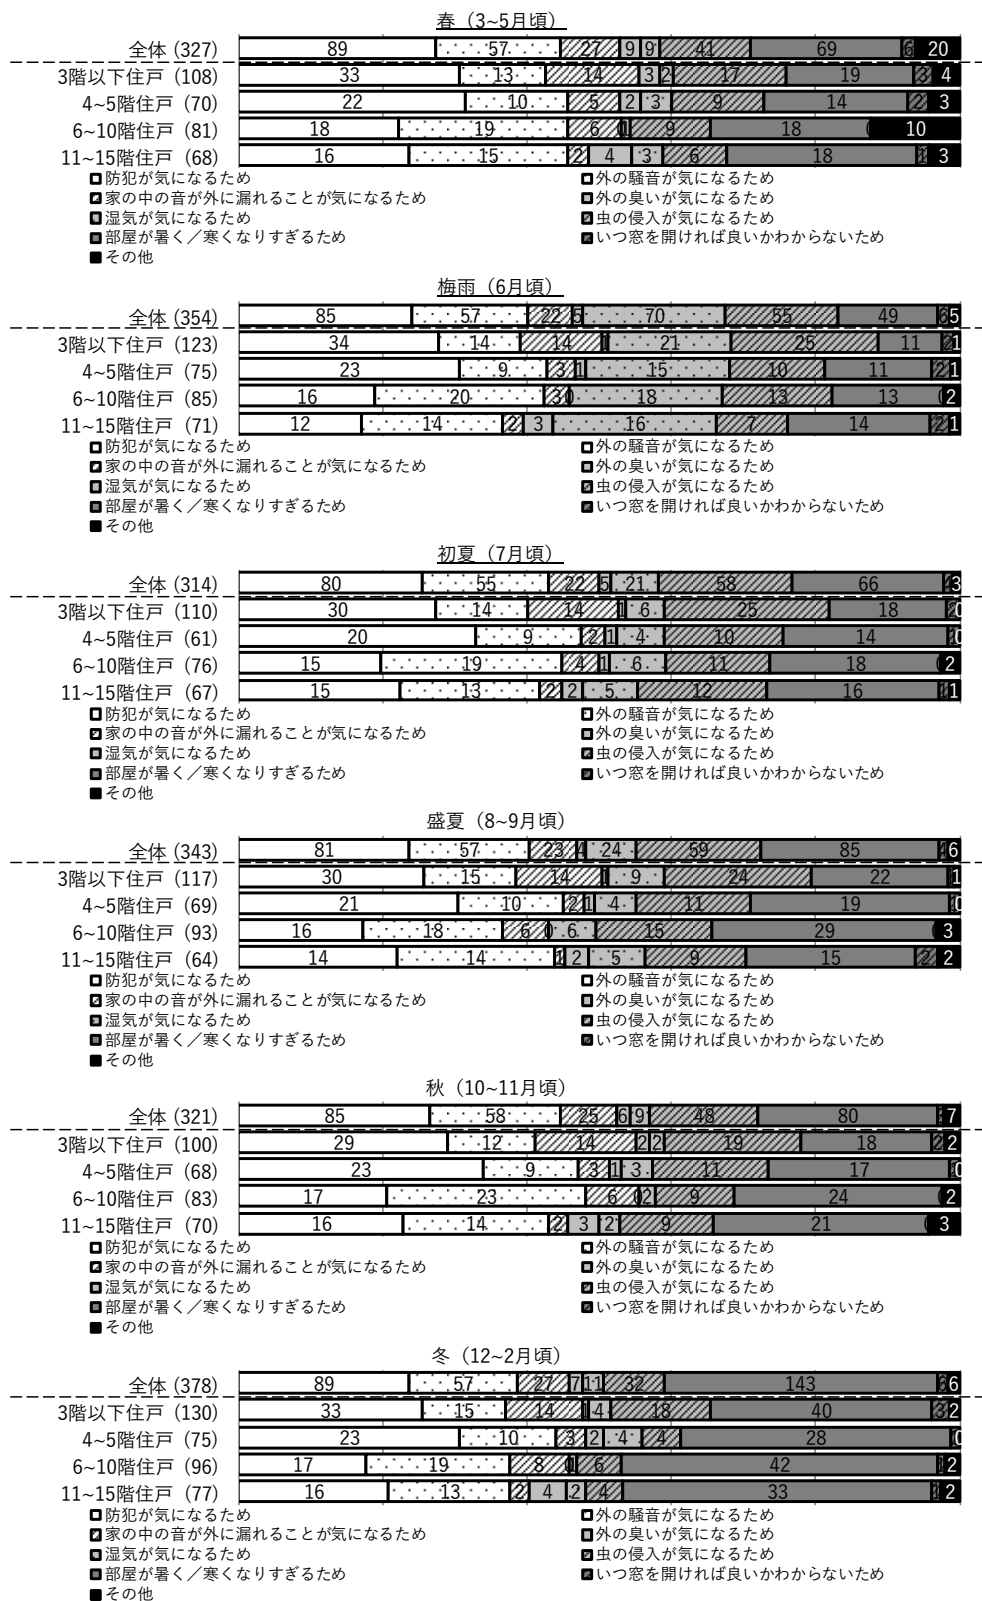 春（3~5月頃）
全体 (327) 89 57 27 9 9 41 69 6 20
3階以下住戸 (108) 33 13 14 3 2 17 19 3 4
4~5階住戸 (70) 22 10 5 2 3 9 14 2 3
6~10階住戸 (81) 18 19 6 0 1 9 18 0 10
11~15階住戸 (68) 16 15 2 4 3 6 18 1 3
防犯が気になるため 外の騒音が気になるため
家の中の音が外に漏れることが気になるため 外の臭いが気になるため
湿気が気になるため 虫の侵入が気になるため
部屋が暑く／寒くなりすぎるため いつ窓を開ければ良いかわからないため
その他
梅雨（6月頃）
全体 (354) 85 57 22 5 70 55 49 6 5
3階以下住戸 (123) 34 14 14 1 21 25 11 2 1
4~5階住戸 (75) 23 9 3 1 15 10 11 2 1
6~10階住戸 (85) 16 20 3 0 18 13 13 0 2
11~15階住戸 (71) 12 14 2 3 16 7 14 2 1
防犯が気になるため 外の騒音が気になるため
家の中の音が外に漏れることが気になるため 外の臭いが気になるため
湿気が気になるため 虫の侵入が気になるため
部屋が暑く／寒くなりすぎるため いつ窓を開ければ良いかわからないため
その他
初夏（7月頃）
全体 (314) 80 55 22 5 21 58 66 4 3
3階以下住戸 (110) 30 14 14 1 6 25 18 2 0
4~5階住戸 (61) 20 9 2 1 4 10 14 1 0
6~10階住戸 (76) 15 19 4 1 6 11 18 0 2
11~15階住戸 (67) 15 13 2 2 5 12 16 1 1
防犯が気になるため 外の騒音が気になるため
家の中の音が外に漏れることが気になるため 外の臭いが気になるため
湿気が気になるため 虫の侵入が気になるため
部屋が暑く／寒くなりすぎるため いつ窓を開ければ良いかわからないため
その他
盛夏（8~9月頃）
全体 (343) 81 57 23 4 24 59 85 4 6
3階以下住戸 (117) 30 15 14 1 9 24 22 1 1
4~5階住戸 (69) 21 10 2 1 4 11 19 1 0
6~10階住戸 (93) 16 18 6 0 6 15 29 0 3
11~15階住戸 (64) 14 14 1 2 5 9 15 2 2
防犯が気になるため 外の騒音が気になるため
家の中の音が外に漏れることが気になるため 外の臭いが気になるため
湿気が気になるため 虫の侵入が気になるため
部屋が暑く／寒くなりすぎるため いつ窓を開ければ良いかわからないため
その他
秋（10~11月頃）
全体 (321) 85 58 25 6 9 48 80 3 7
3階以下住戸 (100) 29 12 14 2 2 19 18 2 2
4~5階住戸 (68) 23 9 3 1 3 11 17 1 0
6~10階住戸 (83) 17 23 6 0 2 9 24 0 2
11~15階住戸 (70) 16 14 2 3 2 9 21 0 3
防犯が気になるため 外の騒音が気になるため
家の中の音が外に漏れることが気になるため 外の臭いが気になるため
湿気が気になるため 虫の侵入が気になるため
部屋が暑く／寒くなりすぎるため いつ窓を開ければ良いかわからないため
その他
冬（12~2月頃）
全体 (378) 89 57 27 7 11 32 143 6 6
3階以下住戸 (130) 33 15 14 1 4 18 40 3 2
4~5階住戸 (75) 23 10 3 2 4 4 28 1 0
6~10階住戸 (96) 17 19 8 0 1 6 42 1 2
11~15階住戸 (77) 16 13 2 4 2 4 33 1 2
防犯が気になるため 外の騒音が気になるため
家の中の音が外に漏れることが気になるため 外の臭いが気になるため
湿気が気になるため 虫の侵入が気になるため
部屋が暑く／寒くなりすぎるため いつ窓を開ければ良いかわからないため
その他